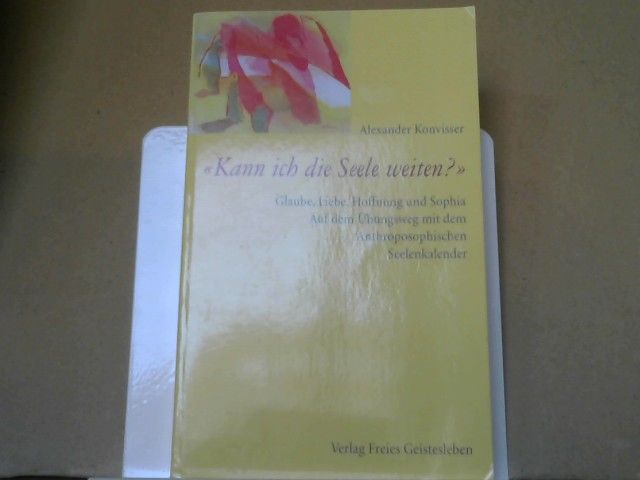 Alexander Konvisser
«Kann ich die Seele weiten?»
Glaube, Liebe, Hoffnung und Sophia
Auf dem Übungsweg mit dem
Anthroposophischen
Seelenkalender
Verlag Freies Geistesleben